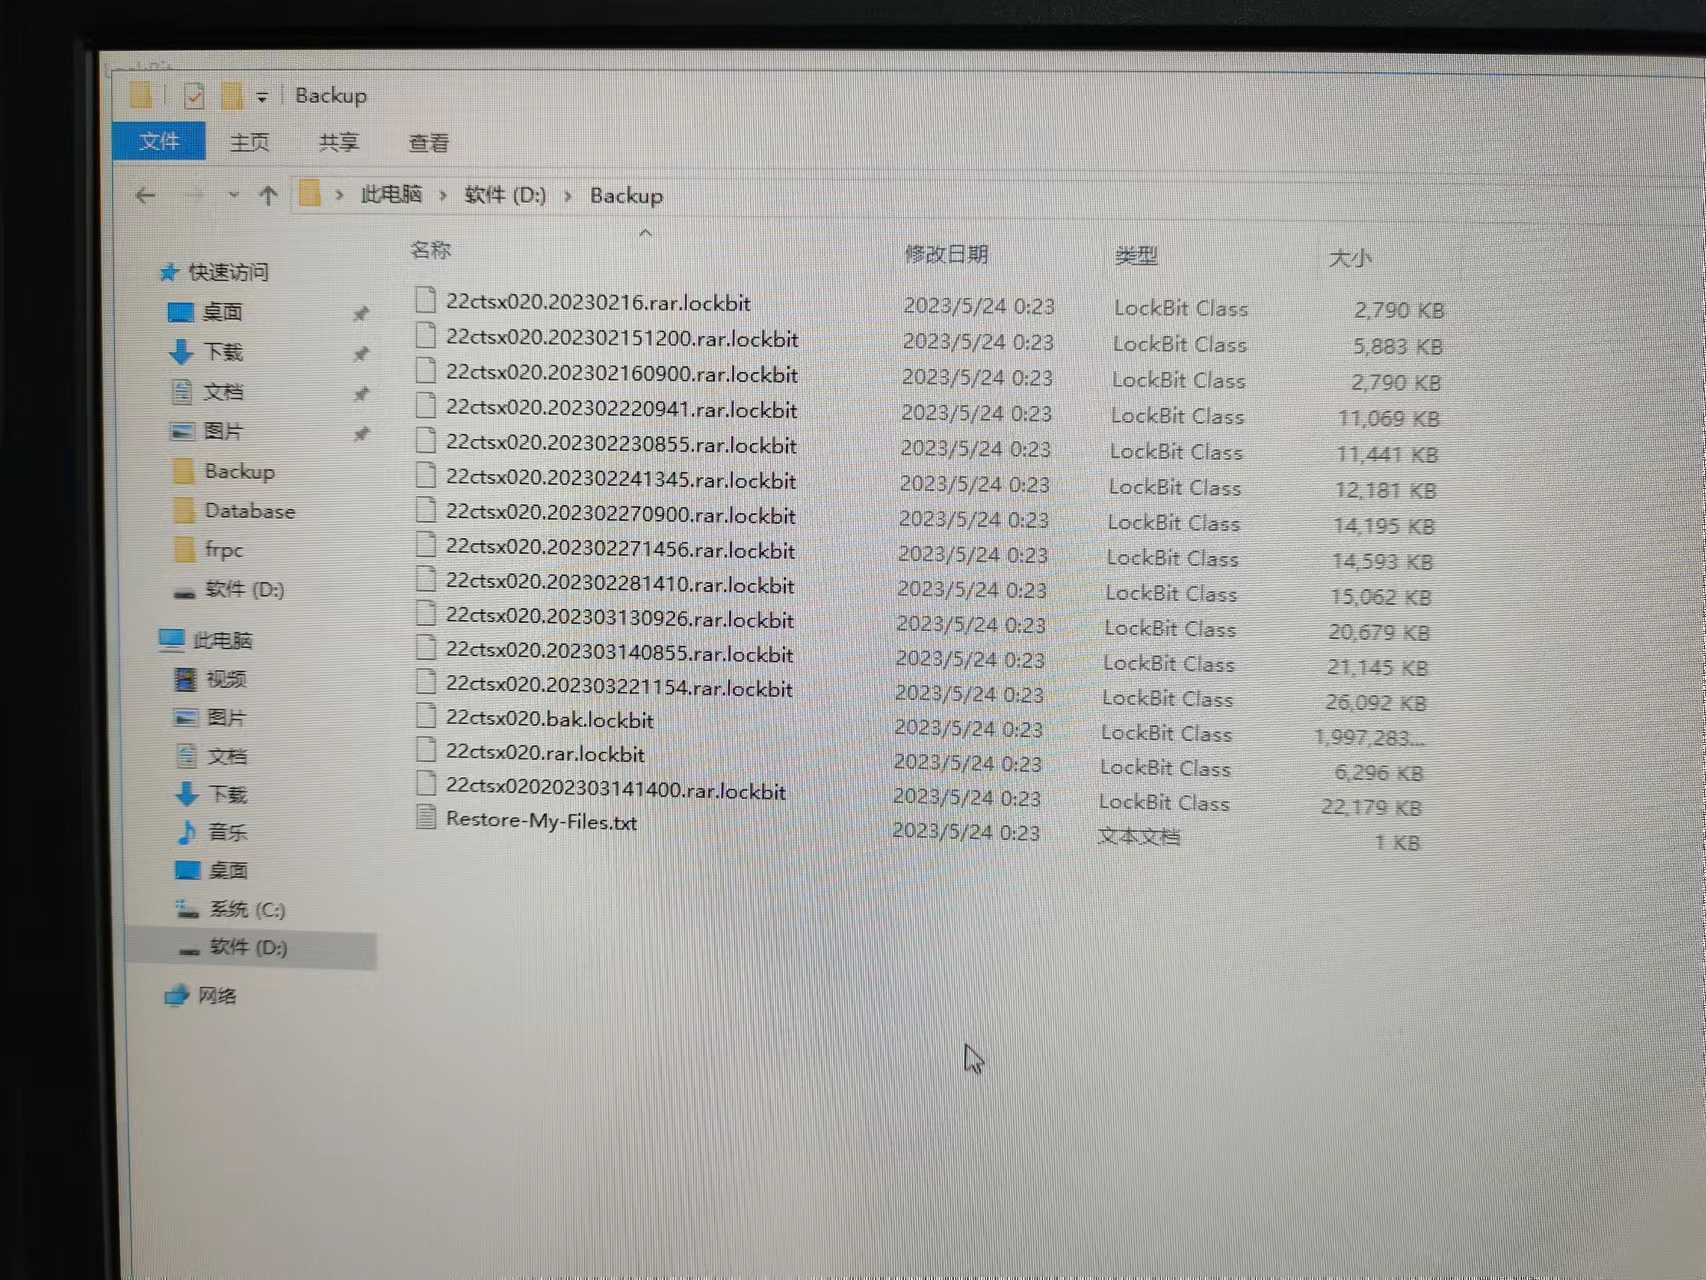 Backup
文件 主页 共享 查看
此电脑 软件 (D:) Backup
名称 修改日期 类型 大小
快速访问
桌面
下载
文档
图片
Backup
Database
frpc
软件 (D:)
此电脑
视频
图片
文档
下载
音乐
桌面
系统 (C:)
软件 (D:)
网络
22ctsx020.20230216.rar.lockbit 2023/5/24 0:23 LockBit Class 2,790 KB
22ctsx020.202302151200.rar.lockbit 2023/5/24 0:23 LockBit Class 5,883 KB
22ctsx020.202302160900.rar.lockbit 2023/5/24 0:23 LockBit Class 2,790 KB
22ctsx020.202302220941.rar.lockbit 2023/5/24 0:23 LockBit Class 11,069 KB
22ctsx020.202302230855.rar.lockbit 2023/5/24 0:23 LockBit Class 11,441 KB
22ctsx020.202302241345.rar.lockbit 2023/5/24 0:23 LockBit Class 12,181 KB
22ctsx020.202302270900.rar.lockbit 2023/5/24 0:23 LockBit Class 14,195 KB
22ctsx020.202302271456.rar.lockbit 2023/5/24 0:23 LockBit Class 14,593 KB
22ctsx020.202302281410.rar.lockbit 2023/5/24 0:23 LockBit Class 15,062 KB
22ctsx020.202303130926.rar.lockbit 2023/5/24 0:23 LockBit Class 20,679 KB
22ctsx020.202303140855.rar.lockbit 2023/5/24 0:23 LockBit Class 21,145 KB
22ctsx020.202303221154.rar.lockbit 2023/5/24 0:23 LockBit Class 26,092 KB
22ctsx020.bak.lockbit 2023/5/24 0:23 LockBit Class 1,997,283...
22ctsx020.rar.lockbit 2023/5/24 0:23 LockBit Class 6,296 KB
22ctsx020202303141400.rar.lockbit 2023/5/24 0:23 LockBit Class 22,179 KB
Restore-My-Files.txt 2023/5/24 0:23 文本文档 1 KB